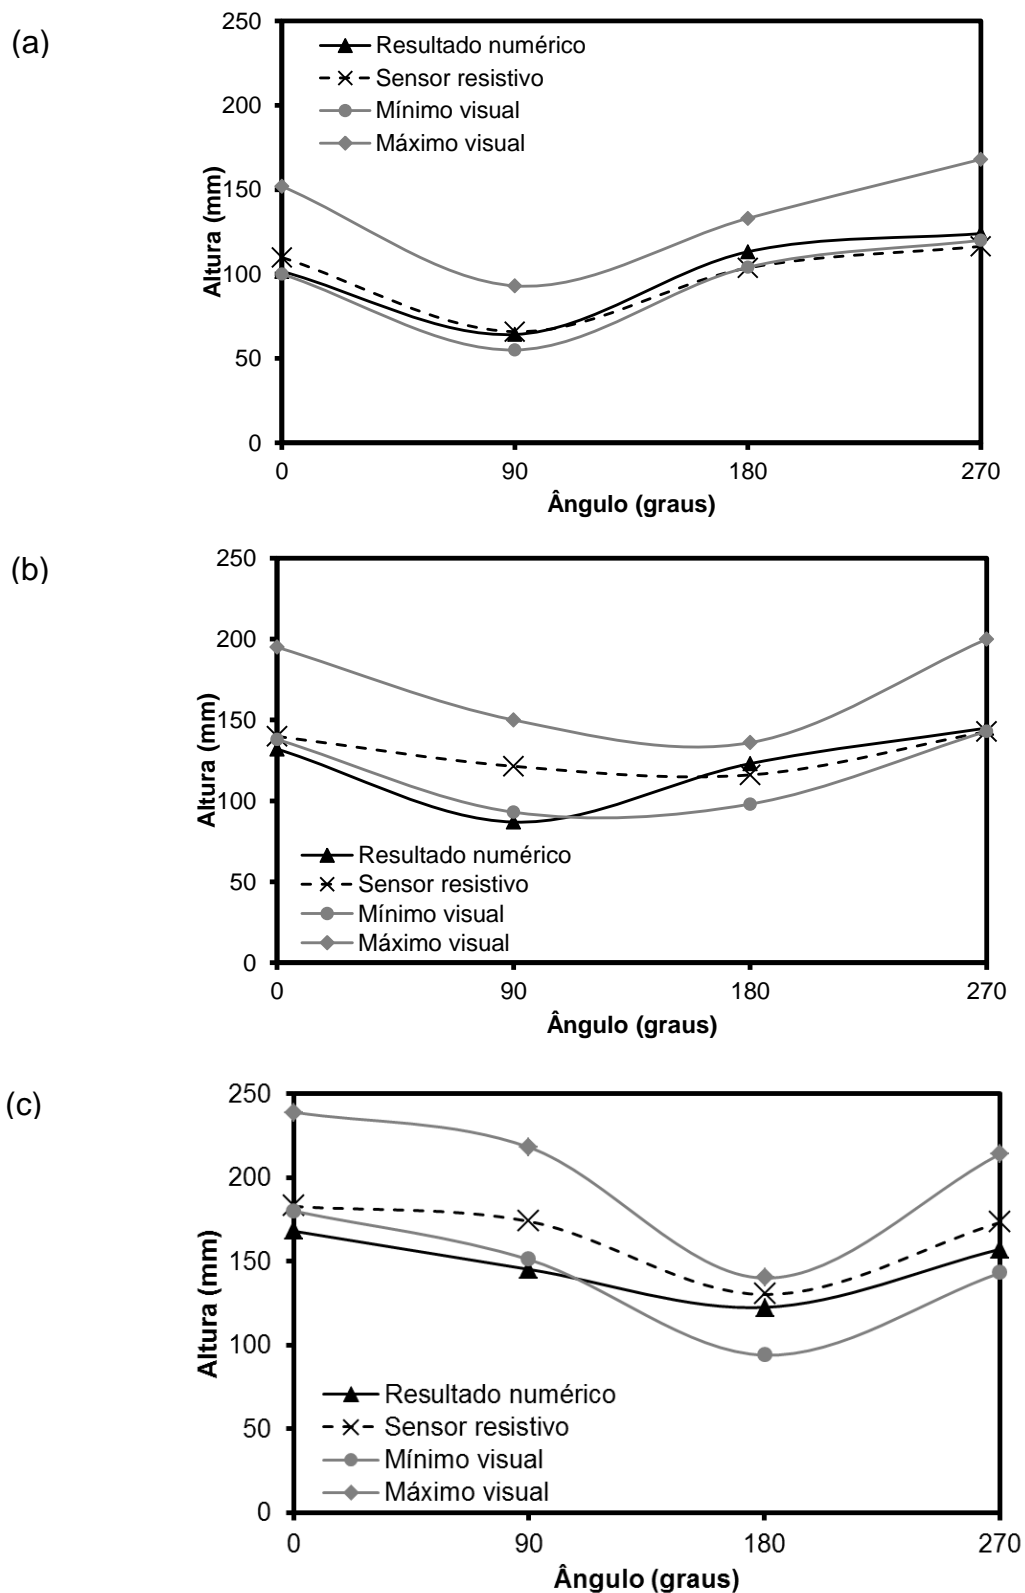 (a)
250
200
150
100
50
0
Altura (mm)
Resultado numérico
Sensor resistivo
Mínimo visual
Máximo visual
0 90 180 270
Ângulo (graus)
(b)
250
200
150
100
50
0
Altura (mm)
Resultado numérico
Sensor resistivo
Mínimo visual
Máximo visual
0 90 180 270
Ângulo (graus)
(c)
250
200
150
100
50
0
Altura (mm)
Resultado numérico
Sensor resistivo
Mínimo visual
Máximo visual
0 90 180 270
Ângulo (graus)